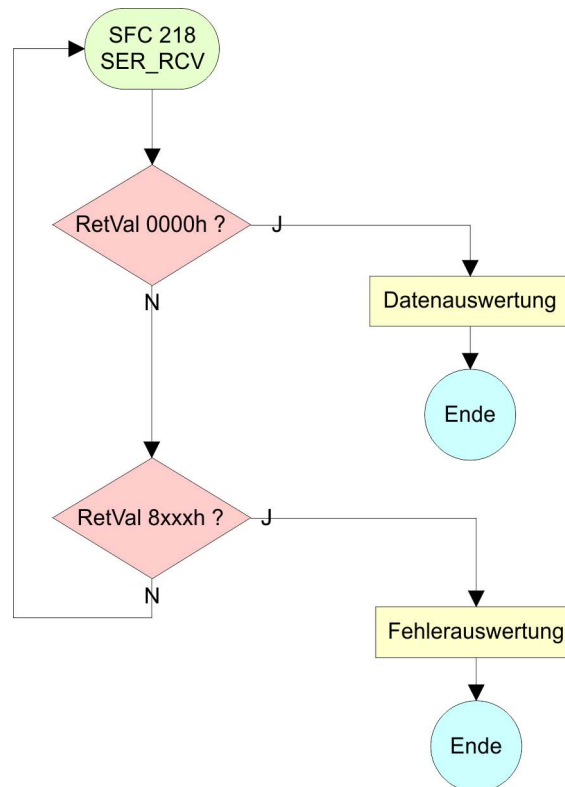 SFC 218
SER_RCV
RetVal 0000h ?
J
N
Datenauswertung
Ende
RetVal 8xxxh ?
J
N
Fehlerauswertung
Ende